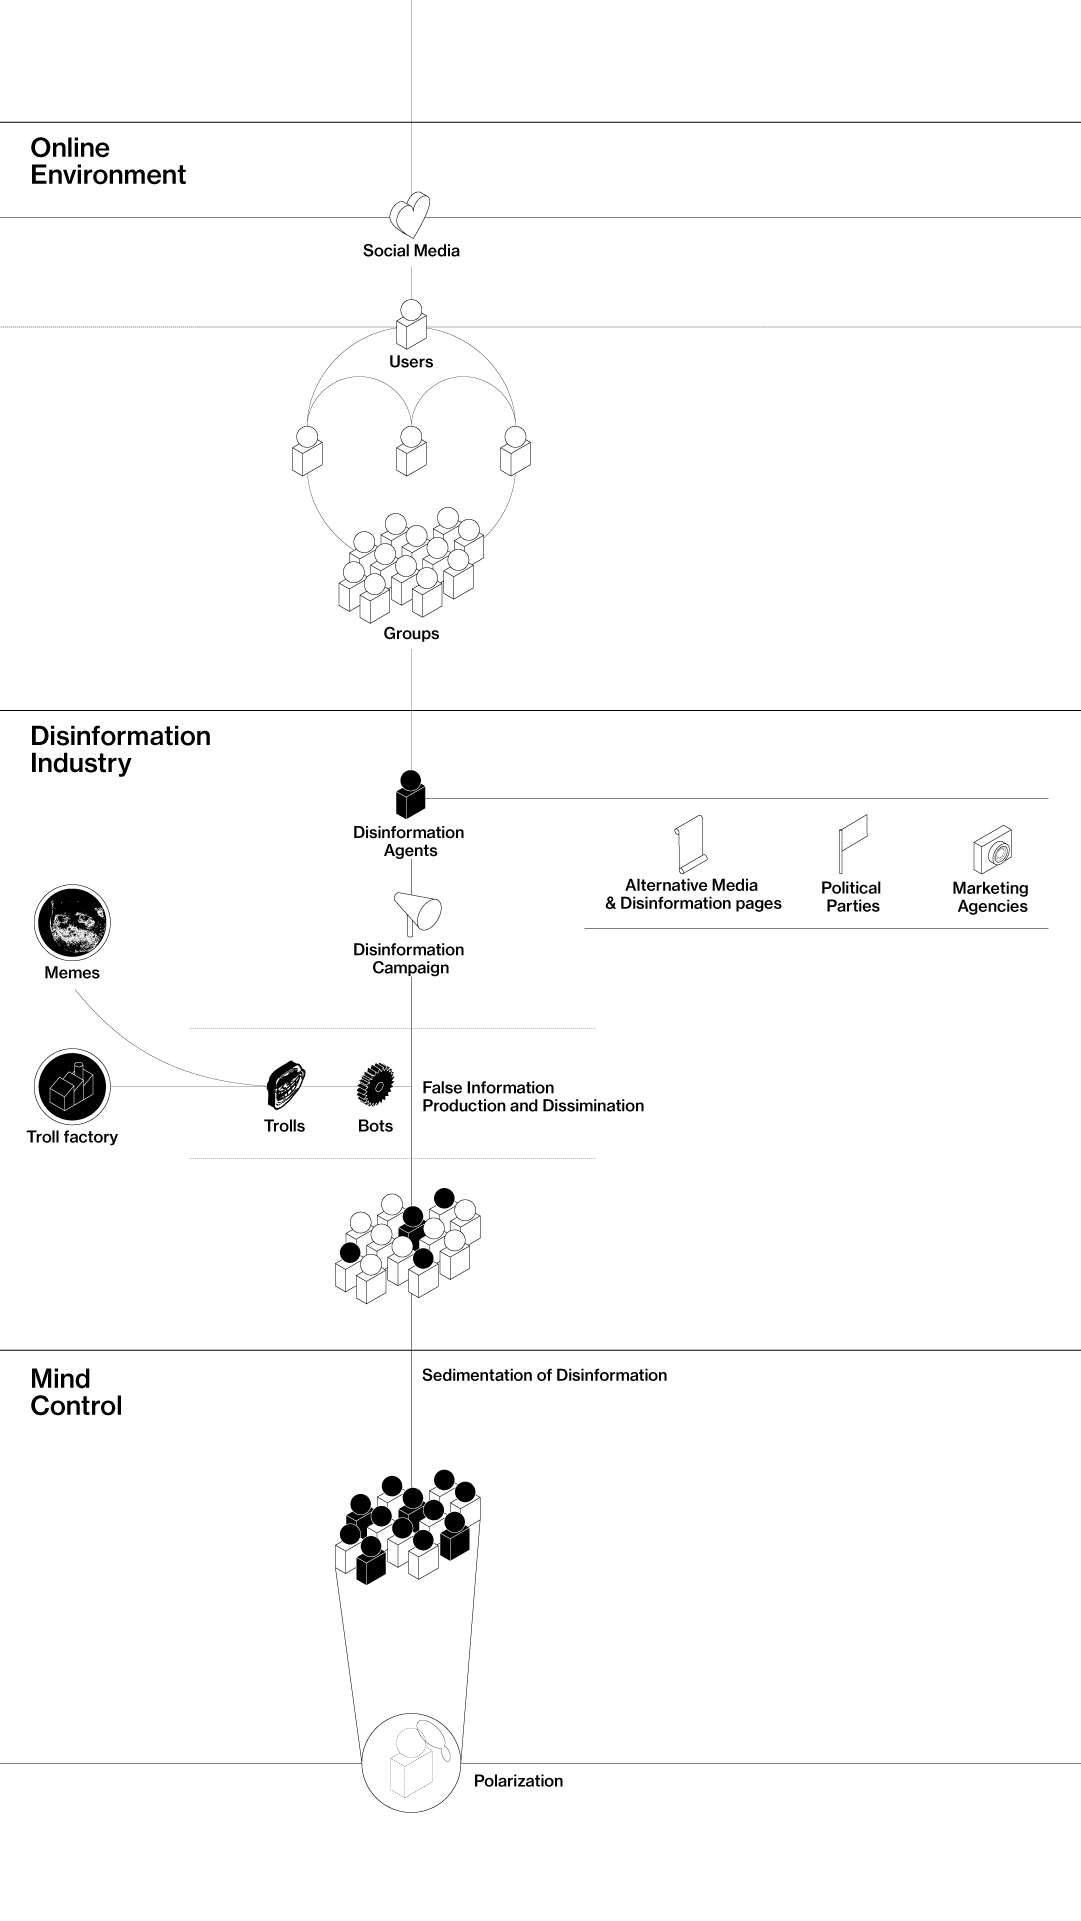 Online
Environment
Social Media
Users
Groups
Disinformation
Industry
Disinformation
Agents
Alternative Media
& Disinformation pages
Political
Parties
Marketing
Agencies
Disinformation
Campaign
Memes
Troll factory
Trolls
Bots
False Information
Production and Dissimination
Mind
Control
Sedimentation of Disinformation
Polarization